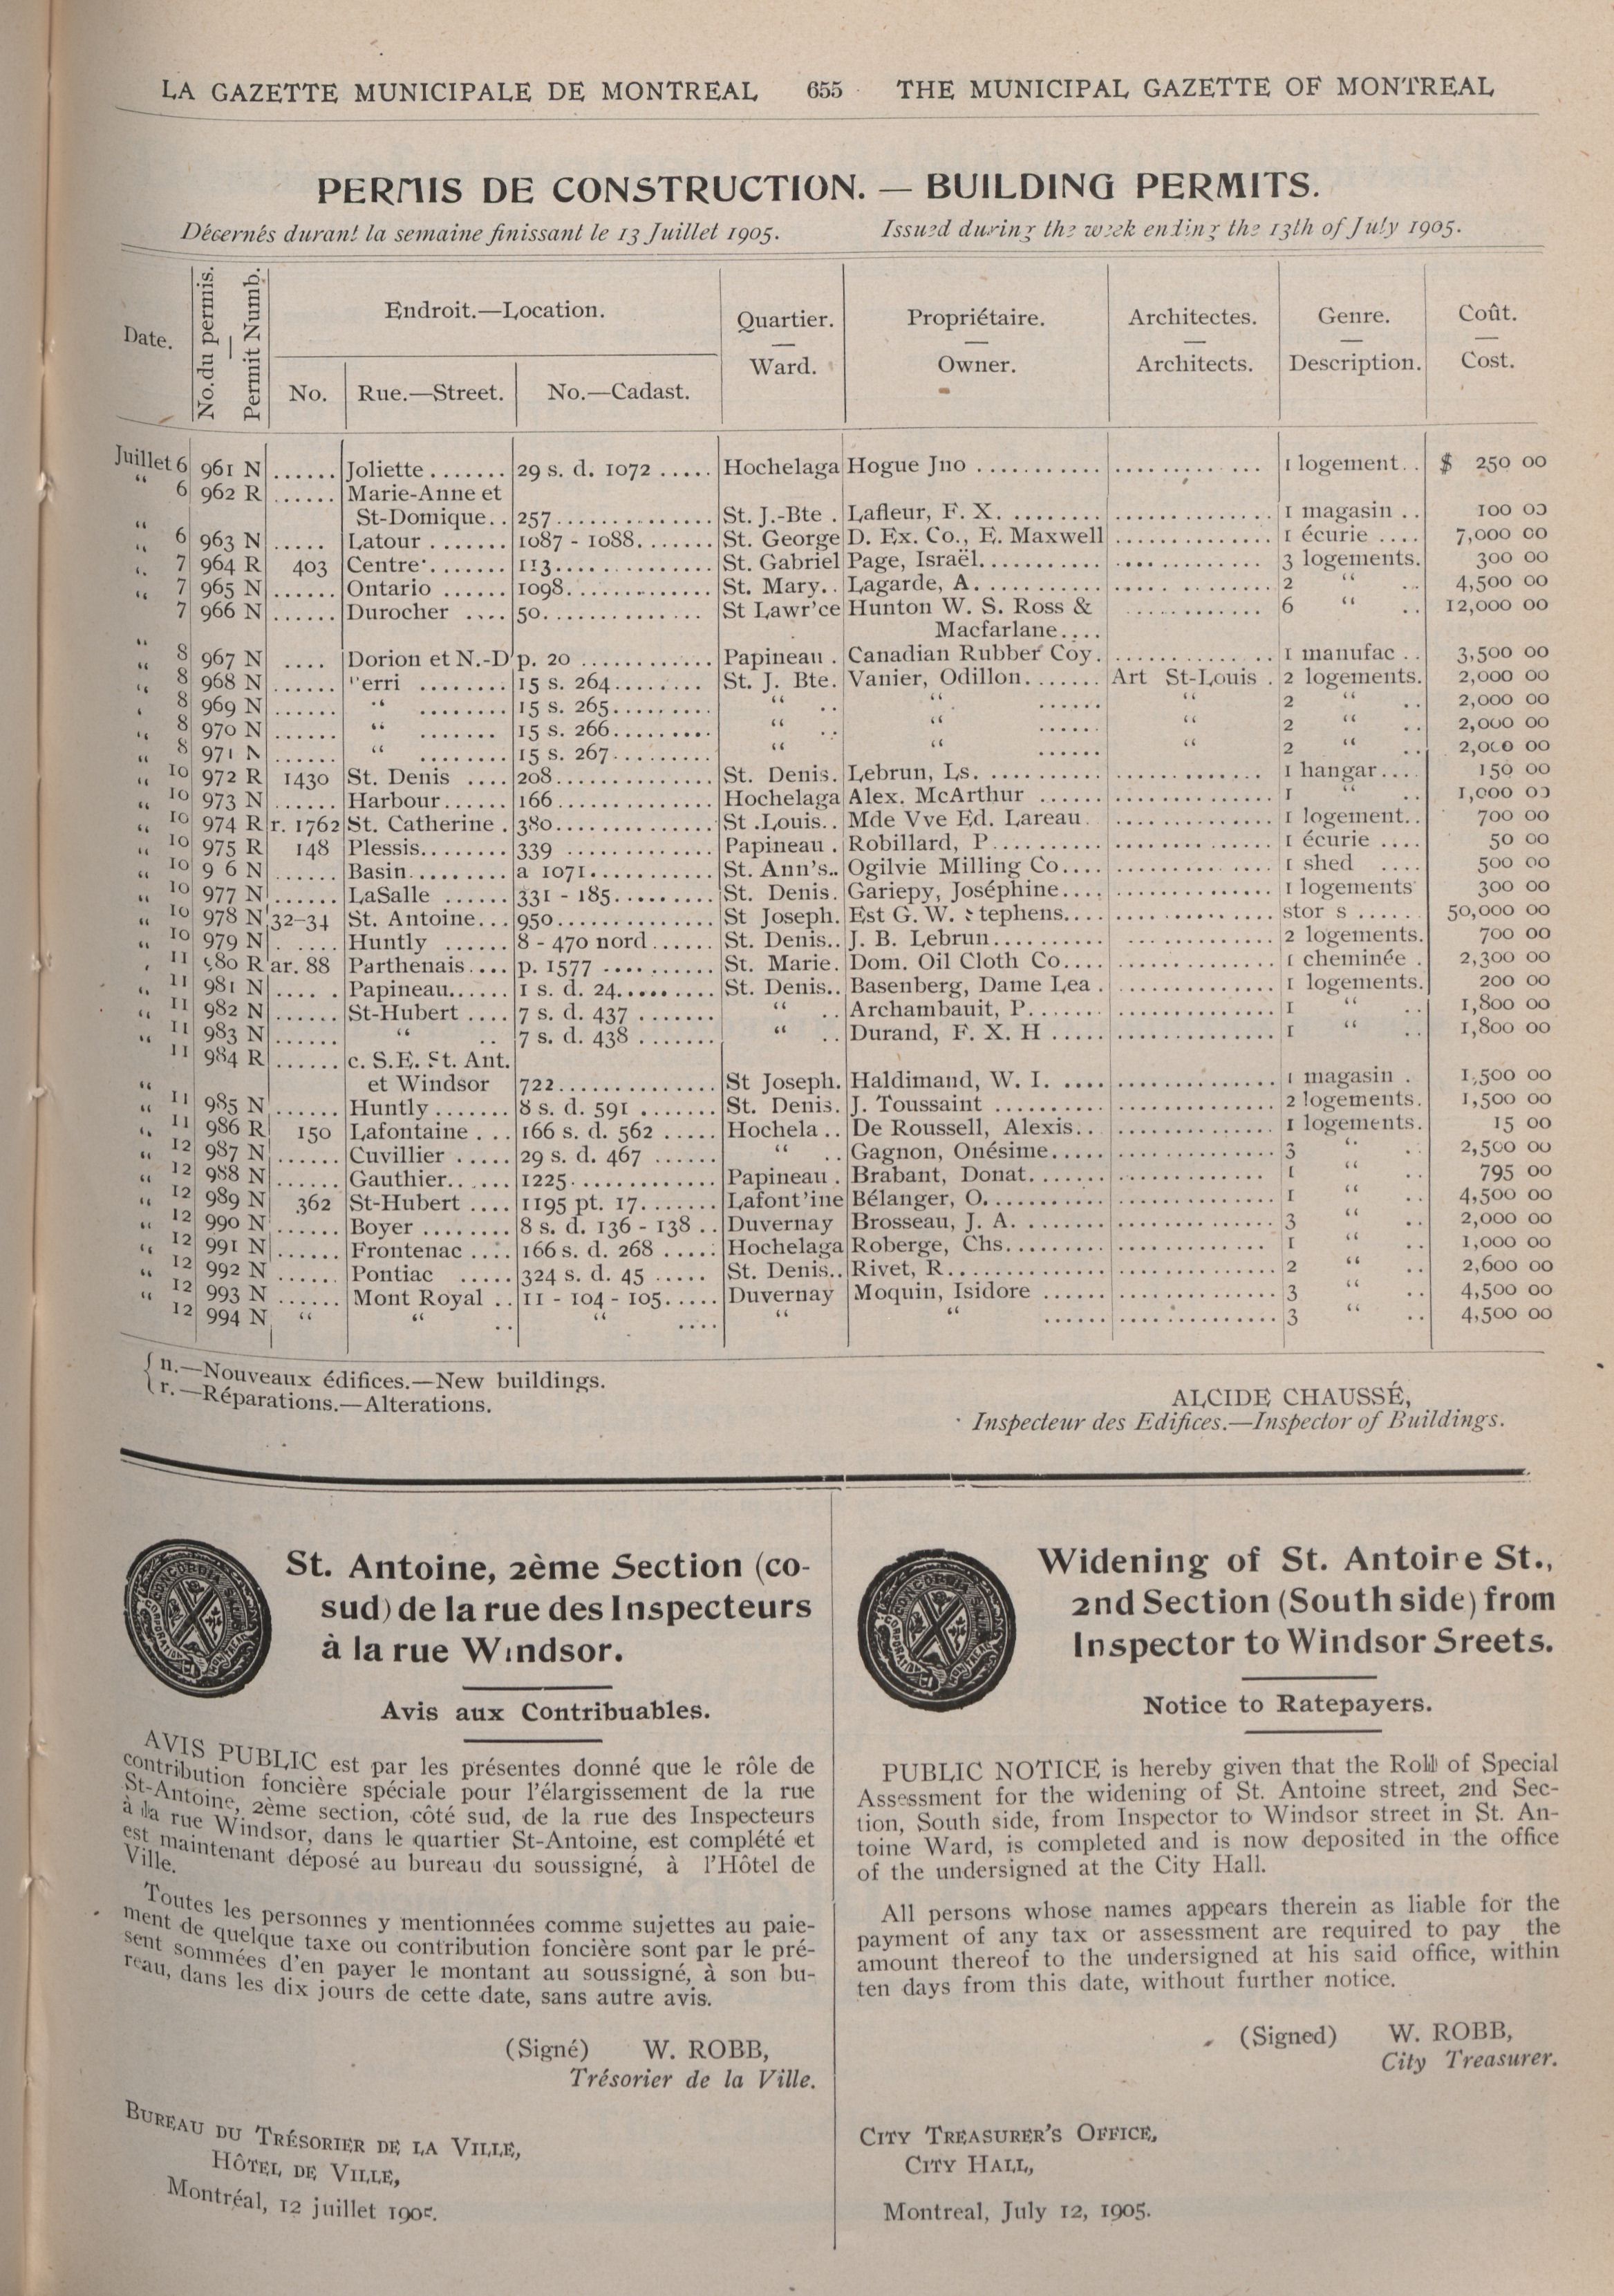 LA GAZETTE MUNICIPALE DE MONTREAL 655 THE MUNICIPAL GAZETTE OF MONTREAL
PERMIS DE CONSTRUCTION. — BUILDING PERMITS.
Décernés durant la semaine finissant le 13 Juillet 1905. Issued during the week ending the 13th of July 1905.
Date. No. du permis. — Permit Numb. Endroit.—Location. Quartier. — Ward. Propriétaire. — Owner. Architectes. — Architects. Genre. — Description. Coût. — Cost.
No. Rue.—Street. No.—Cadast.
Juillet 6 961 N ...... Joliette ....... 29 s. d. 1072 ..... Hochelaga Hogue Jno ........... ............. 1 logement.. $ 250 00
“ 6 962 R ...... Marie-Anne et
St-Domique.. 257............... St. J.-Bte . Lafleur, F. X. ......... ............. 1 magasin .. 100 00
“ 6 963 N ..... Latour ....... 1087 - 1088....... St. George D. Ex. Co., E. Maxwell ............. 1 écurie .... 7,000 00
“ 7 964 R 403 Centre ....... 113............... St. Gabriel Page, Israël........... ............. 3 logements. 300 00
“ 7 965 N ...... Ontario ...... 1098.............. St. Mary.. Lagarde, A. ........... ............. 2 “ .. 4,500 00
“ 7 966 N ...... Durocher .... 50............... St Lawr'ce Hunton W. S. Ross & ............ 6 “ .. 12,000 00
Macfarlane....
“ 8 967 N .... Dorion et N.-D p. 20 ............ Papineau . Canadian Rubber Coy. ............. 1 manufac .. 3,500 00
“ 8 968 N ...... "erri ........ 15 s. 264........ St. J. Bte. Vanier, Odillon....... Art St-Louis . 2 logements. 2,000 00
“ 8 969 N ...... “ ........ 15 s. 265......... “ .. “ ...... “ 2 “ .. 2,000 00
8 970 N ...... “ ....... 15 s. 266......... “ .. “ ...... “ 2 “ .. 2,000 00
“ 8 971 N ...... “ ........ 15 s. 267......... “ “ ...... “ 2 “ .. 2,000 00
“ 10 972 R 1430 St. Denis .... 208............... St. Denis. Lebrun, Ls. .......... ............. 1 hangar.... 150 00
“ 10 973 N ...... Harbour...... 166............... Hochelaga Alex. McArthur ...... ............. 1 “ .. 1,000 00
“ 10 974 R r. 1762 St. Catherine . 380............... St .Louis.. Mde Vve Ed. Lareau. ............. 1 logement.. 700 00
“ 10 975 R 148 Plessis........ 339 ............. Papineau . Robillard, P.......... ............. 1 écurie .... 50 00
“ 10 9 6 N ...... Basin......... a 1071........... St. Ann's.. Ogilvie Milling Co.... ............. 1 shed .... 500 00
“ 10 977 N ...... LaSalle ...... 331 - 185......... St. Denis. Gariepy, Joséphine.... ............. 1 logements 300 00
“ 10 978 N 32-34 St. Antoine... 950............... St Joseph. Est G. W. Stephens.... ............. stor s ...... 50,000 00
“ 10 979 N . .... Huntly ...... 8 - 470 nord...... St. Denis.. J. B. Lebrun.......... ............. 2 logements. 700 00
“ 11 980 R ar. 88 Parthenais.... p. 1577 ........... St. Marie. Dom. Oil Cloth Co.... ............. 1 cheminée . 2,300 00
“ 11 981 N .... . Papineau...... 1 s. d. 24......... St. Denis.. Basenberg, Dame Lea . ............. 1 logements. 200 00
“ 11 982 N ...... St-Hubert .... 7 s. d. 437 ....... “ .. Archambauit, P....... ............. 1 “ .. 1,800 00
“ 11 983 N ...... “ .. 7 s. d. 438 ....... “ .. Durand, F. X. H ..... ............. 1 “ .. 1,800 00
“ 11 984 R ...... c. S.E. St. Ant.
et Windsor 722.............. St Joseph. Haldimand, W. I. .... ............. 1 magasin . 1,500 00
“ 11 985 N ...... Huntly....... 8 s. d. 591 ....... St. Denis. J. Toussaint .......... ............. 2 logements. 1,500 00
“ 11 986 R 150 Lafontaine ... 166 s. d. 562 ..... Hochela .. De Roussell, Alexis.. ............. 1 logements. 15 00
“ 12 987 N ...... Cuvillier ..... 29 s. d. 467 ...... “ .. Gagnon, Onésime..... ............. 3 “ .. 2,500 00
“ 12 988 N ...... Gauthier...... 1225............. Papineau . Brabant, Donat....... ............. 1 “ .. 795 00
“ 12 989 N 362 St-Hubert .... 1195 pt. 17....... Lafont'ine Bélanger, O........... ............. 1 “ .. 4,500 00
“ 12 990 N ...... Boyer ........ 8 s. d. 136 - 138 .. Duvernay Brosseau, J. A. ........ ............. 3 “ .. 2,000 00
“ 12 991 N ...... Frontenac .... 166 s. d. 268 ..... Hochelaga Roberge, Chs......... ............. 1 “ .. 1,000 00
“ 12 992 N ...... Pontiac ..... 324 s. d. 45 ..... St. Denis.. Rivet, R............. ............. 2 “ .. 2,600 00
“ 12 993 N ...... Mont Royal .. 11 - 104 - 105..... Duvernay Moquin, Isidore ...... ............. 3 “ .. 4,500 00
12 994 N “ “ .. “ .... “ “ ...... ............. 3 “ .. 4,500 00
n.—Nouveaux édifices.—New buildings.
r.—Réparations.—Alterations.
ALCIDE CHAUSSÉ,
Inspecteur des Edifices.—Inspector of Buildings.
St. Antoine, 2ème Section (co-
sud) de la rue des Inspecteurs
à la rue Windsor.
Avis aux Contribuables.
AVIS PUBLIC est par les présentes donné que le rôle de
contribution foncière spéciale pour l'élargissement de la rue
St-Antoine, 2ème section, côté sud, de la rue des Inspecteurs
à la rue Windsor, dans le quartier St-Antoine, est complété et
est maintenant déposé au bureau du soussigné, à l'Hôtel de
Ville.
Toutes les personnes y mentionnées comme sujettes au paie-
ment de quelque taxe ou contribution foncière sont par le pré-
sent sommées d'en payer le montant au soussigné, à son bu-
reau, dans les dix jours de cette date, sans autre avis.
(Signé) W. ROBB,
Trésorier de la Ville.
BUREAU DU TRÉSORIER DE LA VILLE,
HÔTEL DE VILLE,
Montréal, 12 juillet 1905.
Widening of St. Antoire St.,
2nd Section (South side) from
Inspector to Windsor Sreets.
Notice to Ratepayers.
PUBLIC NOTICE is hereby given that the Roll of Special
Assessment for the widening of St. Antoine street, 2nd Sec-
tion, South side, from Inspector to Windsor street in St. An-
toine Ward, is completed and is now deposited in the office
of the undersigned at the City Hall.
All persons whose names appears therein as liable for the
payment of any tax or assessment are required to pay the
amount thereof to the undersigned at his said office, within
ten days from this date, without further notice.
(Signed) W. ROBB,
City Treasurer.
CITY TREASURER'S OFFICE,
CITY HALL,
Montreal, July 12, 1905.